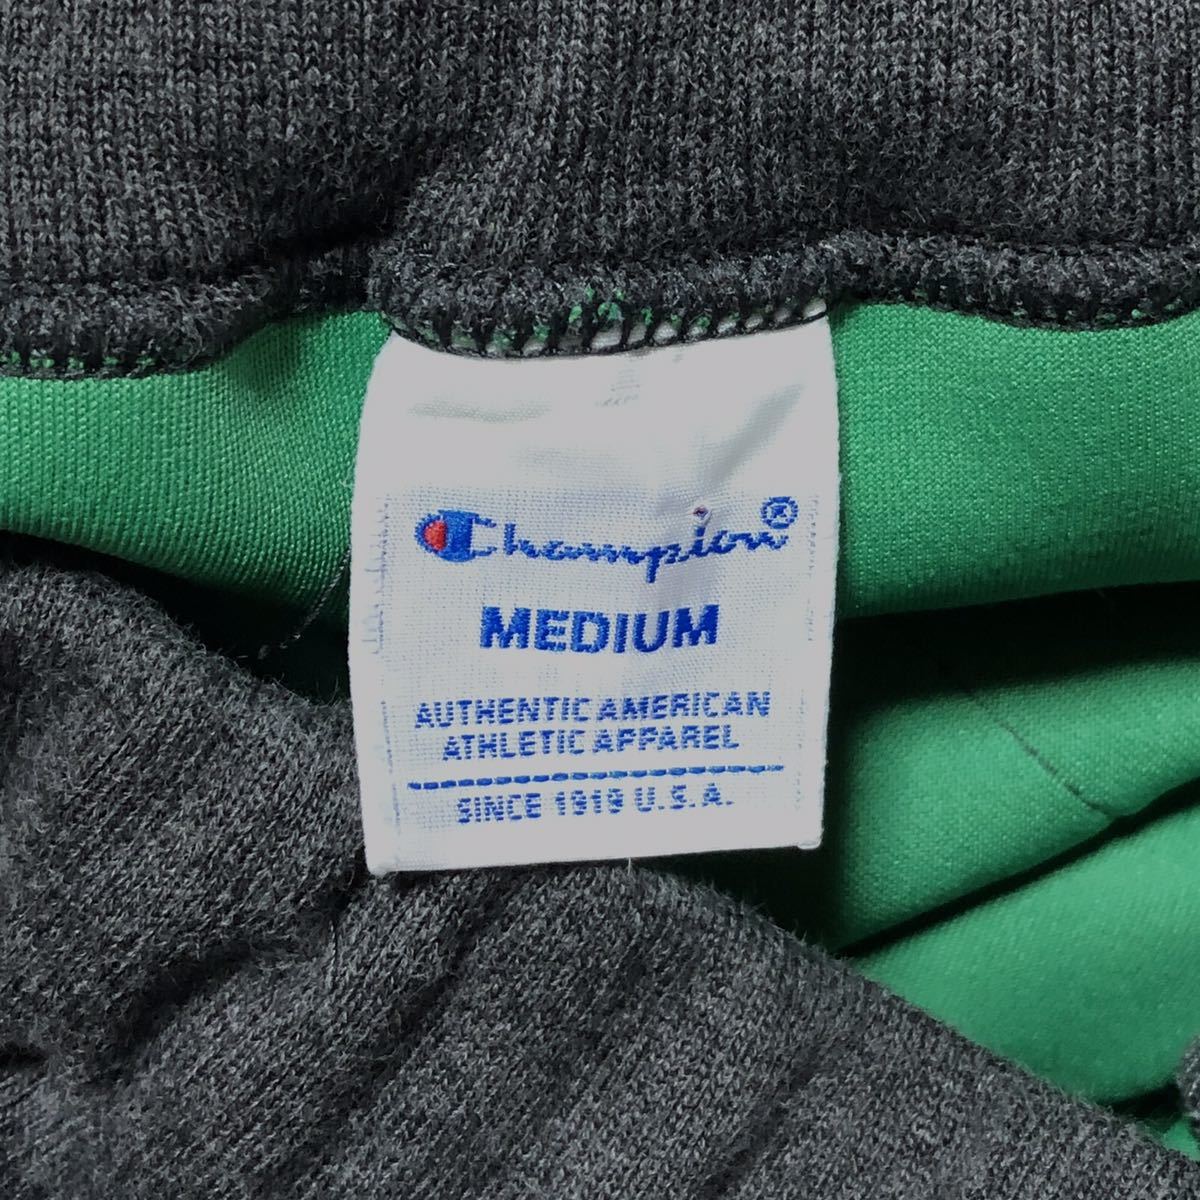 Champion®
MEDIUM
AUTHENTIC AMERICAN
ATHLETIC APPAREL
SINCE 1919 U.S.A.